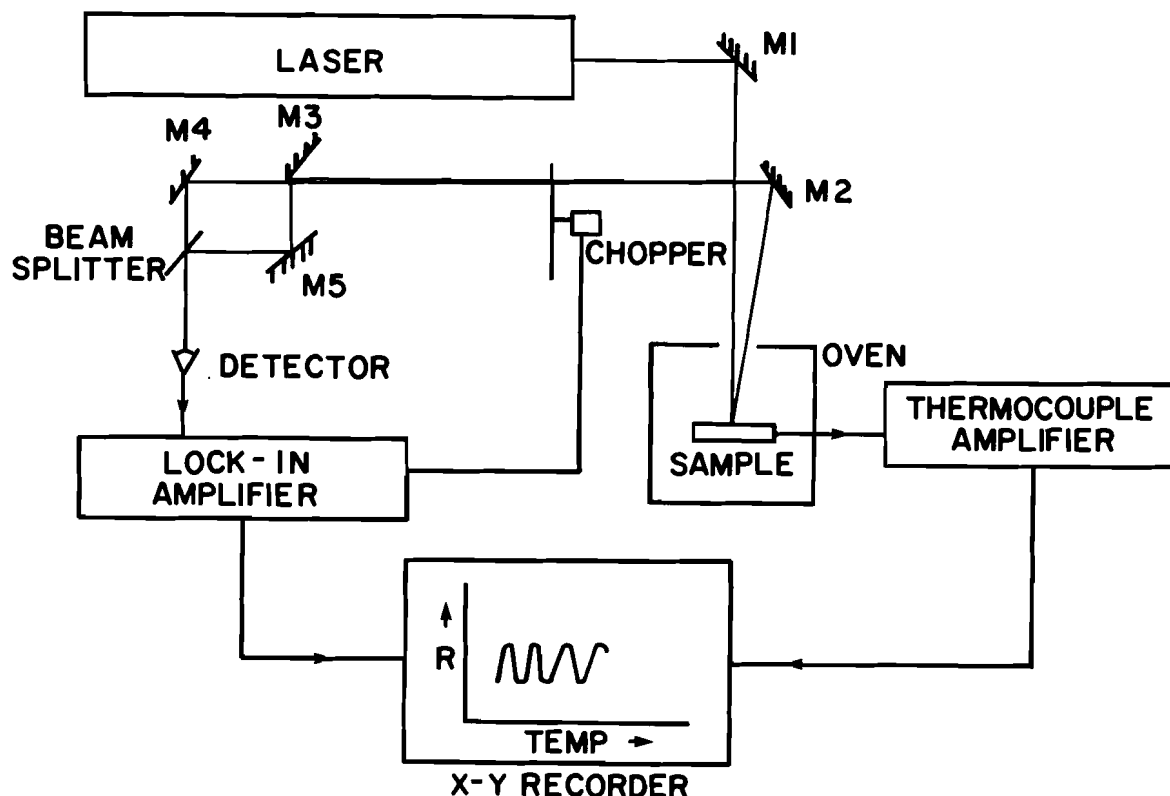 LASER
M1
M3
M4
M2
BEAM
SPLITTER
CHOPPER
M5
DETECTOR
OVEN
THERMOCOUPLE
AMPLIFIER
SAMPLE
LOCK-IN
AMPLIFIER
R
TEMP
X-Y RECORDER